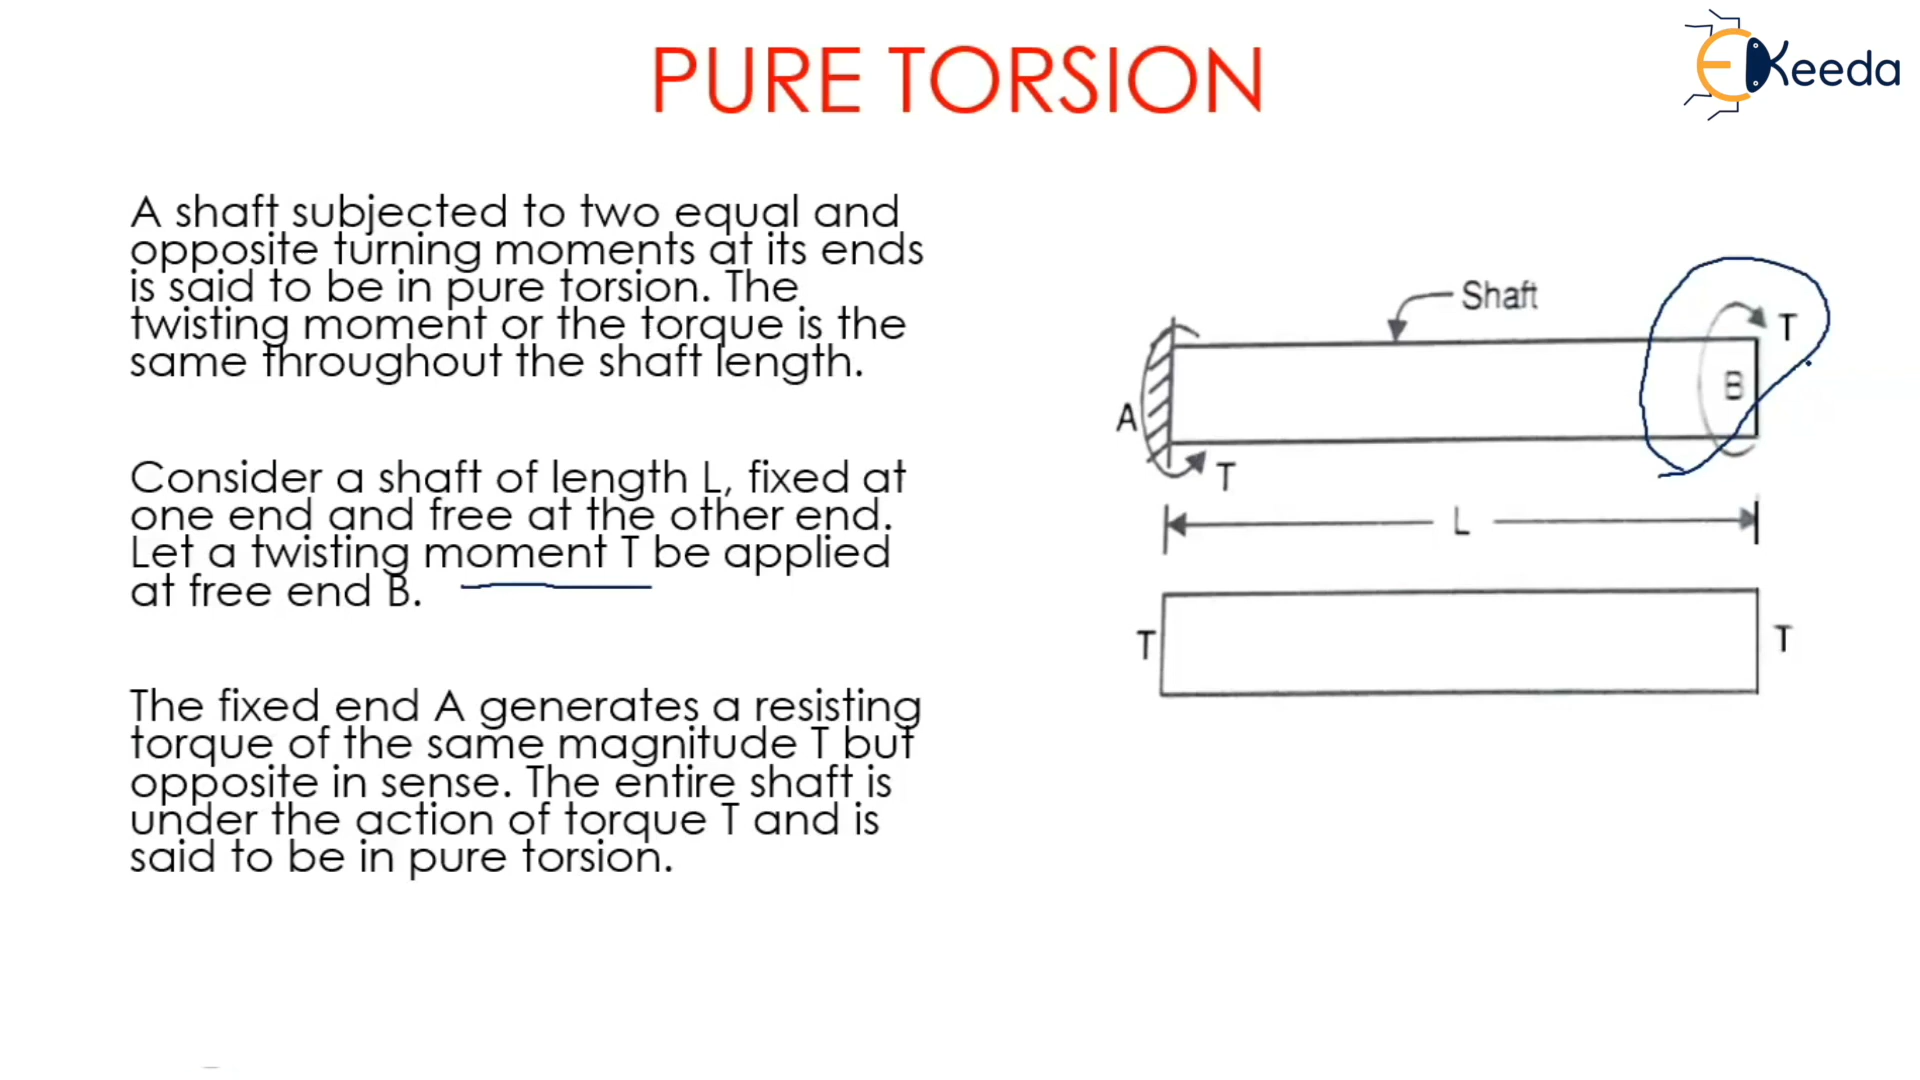 PURE TORSION
EKeeda
A shaft subjected to two equal and
opposite turning moments at its ends
is said to be in pure torsion. The
twisting moment or the torque is the
same throughout the shaft length.
Consider a shaft of length L, fixed at
one end and free at the other end.
Let a twisting moment T be applied
at free end B.
The fixed end A generates a resisting
torque of the same magnitude T but
opposite in sense. The entire shaft is
under the action of torque T and is
said to be in pure torsion.
Shaft
T
B
A
T
L
T
T